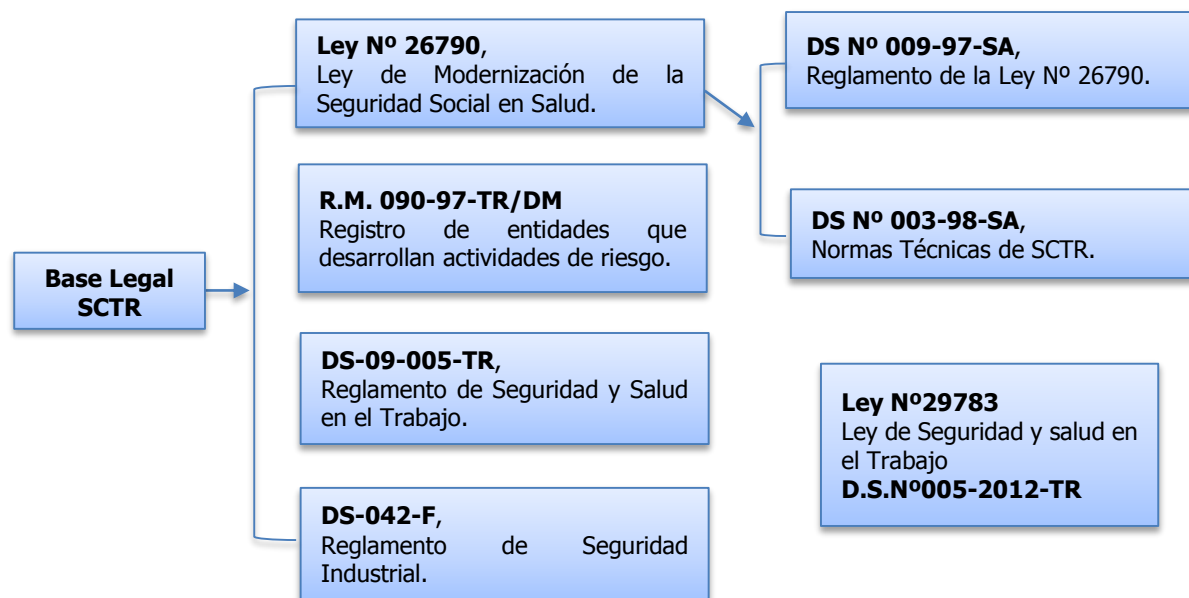 Base Legal
SCTR
Ley Nº 26790,
Ley de Modernización de la
Seguridad Social en Salud.
R.M. 090-97-TR/DM
Registro de entidades que
desarrollan actividades de riesgo.
DS-09-005-TR,
Reglamento de Seguridad y Salud
en el Trabajo.
DS-042-F,
Reglamento de Seguridad
Industrial.
DS Nº 009-97-SA,
Reglamento de la Ley Nº 26790.
DS Nº 003-98-SA,
Normas Técnicas de SCTR.
Ley Nº29783
Ley de Seguridad y salud en
el Trabajo
D.S.Nº005-2012-TR